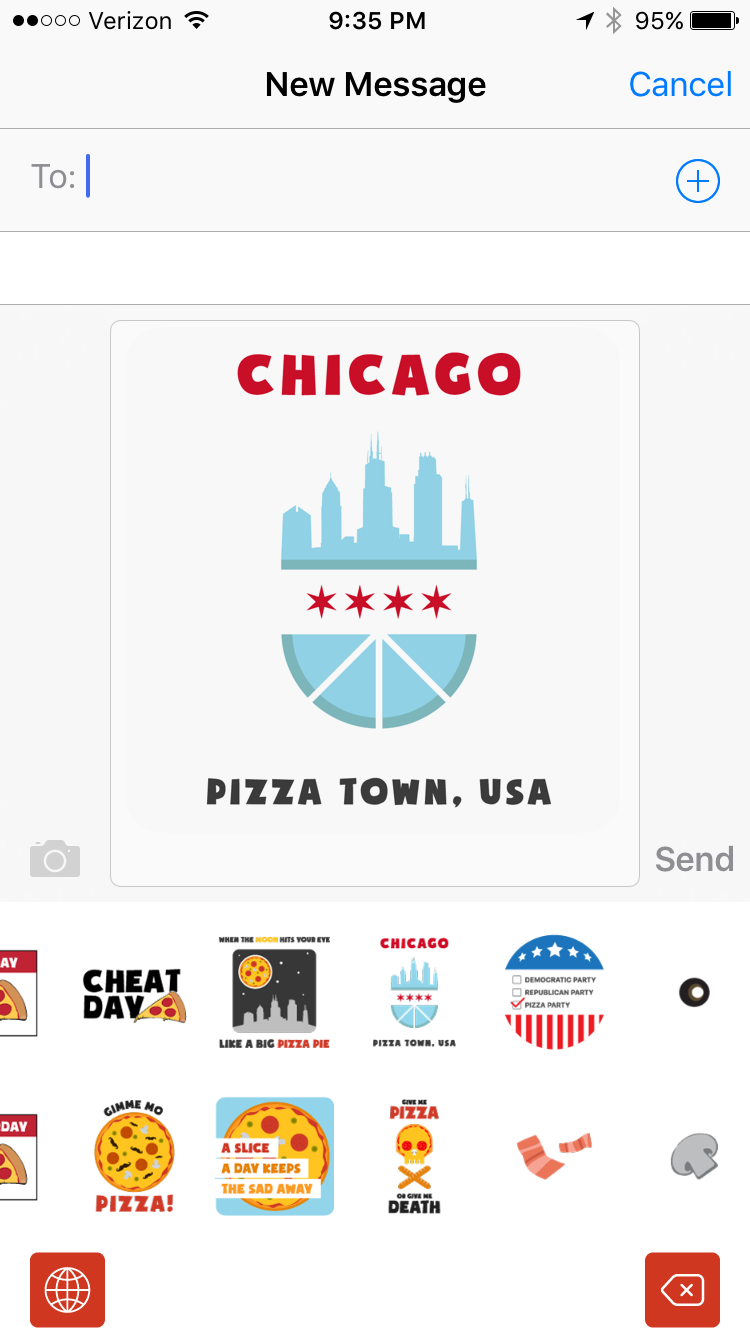 Verizon 9:35 PM 95%
New Message Cancel
To:
CHICAGO
PIZZA TOWN, USA
Send
AY
CHEAT
DAY
WHEN THE MOON HITS YOUR EYE
LIKE A BIG PIZZA PIE
CHICAGO
PIZZA TOWN, USA
DEMOCRATIC PARTY
REPUBLICAN PARTY
PIZZA PARTY
DAY
GIMME MO
PIZZA!
A SLICE
A DAY KEEPS
THE SAD AWAY
GIVE ME
PIZZA
OR GIVE ME
DEATH